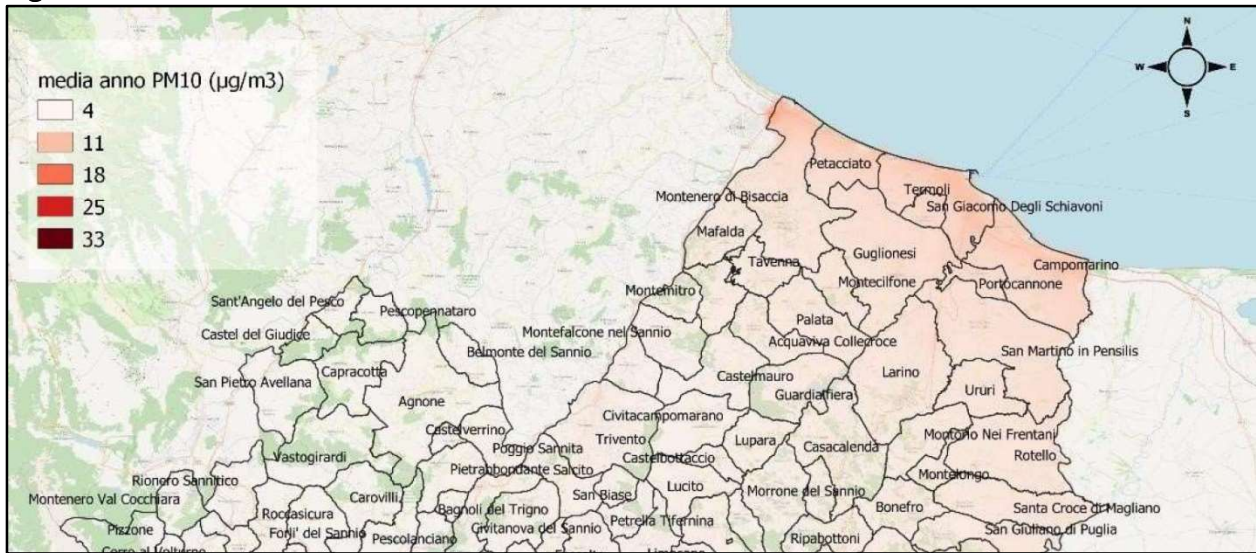 media anno PM10 (µg/m3)
4
11
18
25
33
N
W
E
S
Petacciato
Termoli
Montenero di Bisaccia
San Giacomo Degli Schiavoni
Mafalda
Guglionesi
Tavenna
Campomarino
Montecilfone
Portocannone
Montemitro
Sant'Angelo del Pesco
Pescopennataro
Palata
Castel del Giudice
Montefalcone nel Sannio
Acquaviva Collecroce
Belmonte del Sannio
San Martino in Pensilis
Capracotta
Larino
San Pietro Avellana
Castelmauro
Ururi
Agnone
Guardialfiera
Civitacampomarano
Castelverrino
Montorio Nei Frentani
Trivento
Lupara
Casacalenda
Poggio Sannita
Rotello
Vastogirardi
Castelbottaccio
Pietrabbondante
Salcito
Montelongo
Rionero Sannitico
Lucito
Carovilli
San Biase
Morrone del Sannio
Montenero Val Cocchiara
Bagnoli del Trigno
Bonefro
Santa Croce di Magliano
Roccasicura
Petrella Tifernina
Pizzone
Forli' del Sannio
Civitanova del Sannio
San Giuliano di Puglia
Pescolanciano
Ripabottoni
Cerro al Volturno
Limosano